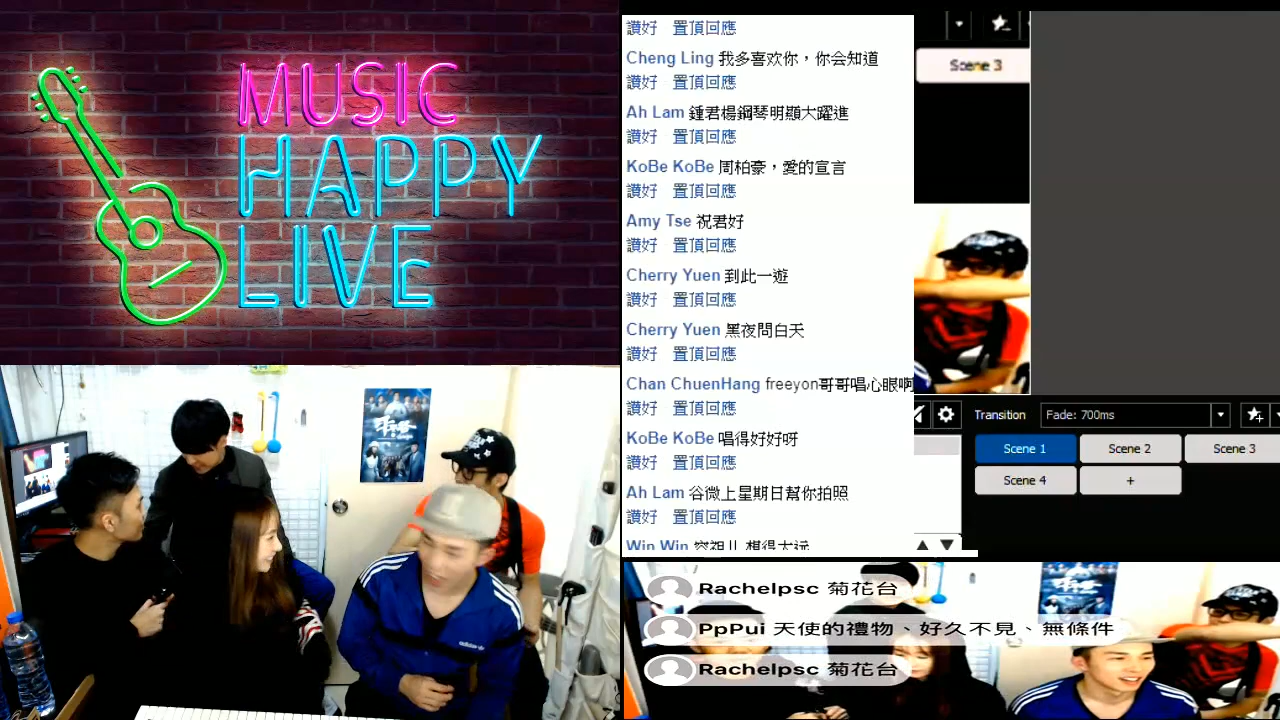 MUSIC
HAPPY
LIVE
讚好 置頂回應
Cheng Ling 我多喜欢你，你会知道
讚好 置頂回應
Ah Lam 鍾君楊鋼琴明顯大躍進
讚好 置頂回應
KoBe KoBe 周柏豪，愛的宣言
讚好 置頂回應
Amy Tse 祝君好
讚好 置頂回應
Cherry Yuen 到此一遊
讚好 置頂回應
Cherry Yuen 黑夜問白天
讚好 置頂回應
Chan ChuenHang freeyon哥哥唱心眼啊
讚好 置頂回應
KoBe KoBe 唱得好好呀
讚好 置頂回應
Ah Lam 谷微上星期日幫你拍照
讚好 置頂回應
Win Win
Scene 3
Transition Fade: 700ms
Scene 1 Scene 2 Scene 3
Scene 4 +
Rachelpsc 菊花台
PpPui 天使的禮物、好久不見、無條件
Rachelpsc 菊花台
adidas